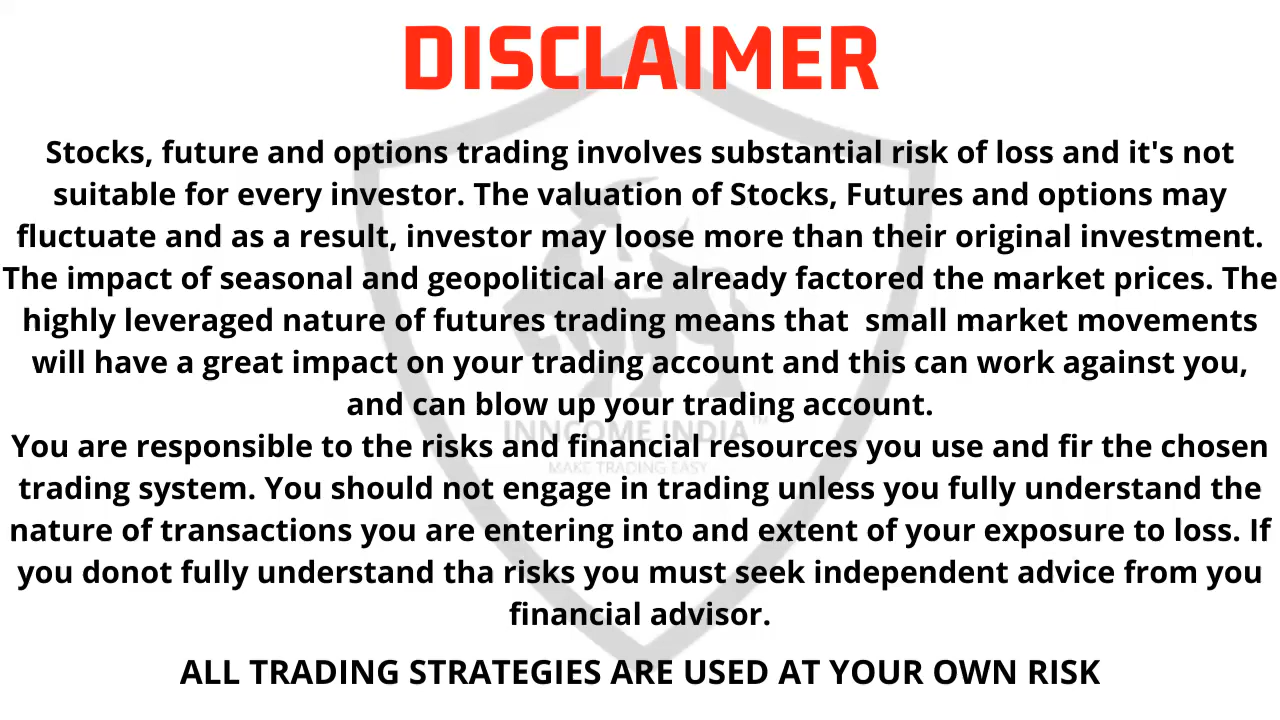 DISCLAIMER
Stocks, future and options trading involves substantial risk of loss and it's not
suitable for every investor. The valuation of Stocks, Futures and options may
fluctuate and as a result, investor may loose more than their original investment.
The impact of seasonal and geopolitical are already factored the market prices. The
highly leveraged nature of futures trading means that  small market movements
will have a great impact on your trading account and this can work against you,
and can blow up your trading account.
INNCOME INDIA™
You are responsible to the risks and financial resources you use and fir the chosen
MAKE TRADING EASY
trading system. You should not engage in trading unless you fully understand the
nature of transactions you are entering into and extent of your exposure to loss. If
you donot fully understand tha risks you must seek independent advice from you
financial advisor.
ALL TRADING STRATEGIES ARE USED AT YOUR OWN RISK